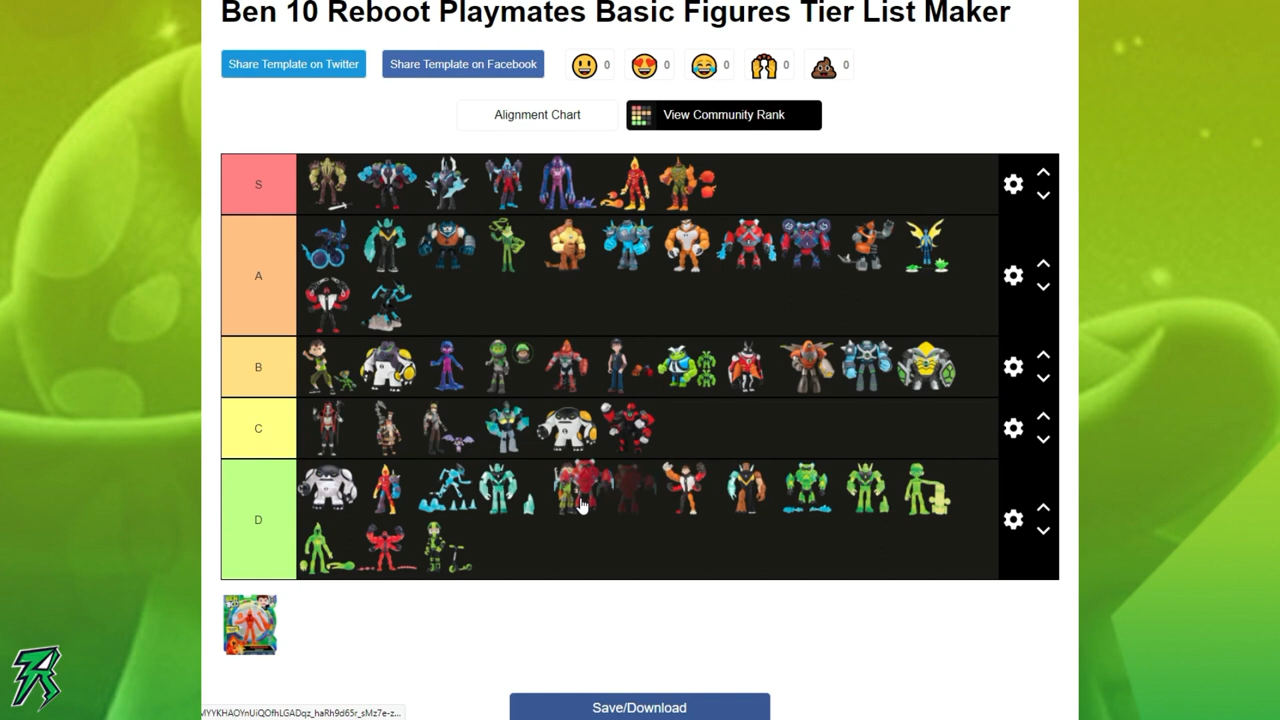 Ben 10 Reboot Playmates Basic Figures Tier List Maker
Share Template on Twitter
Share Template on Facebook
0
0
0
0
0
Alignment Chart
View Community Rank
S
A
B
C
D
Save/Download